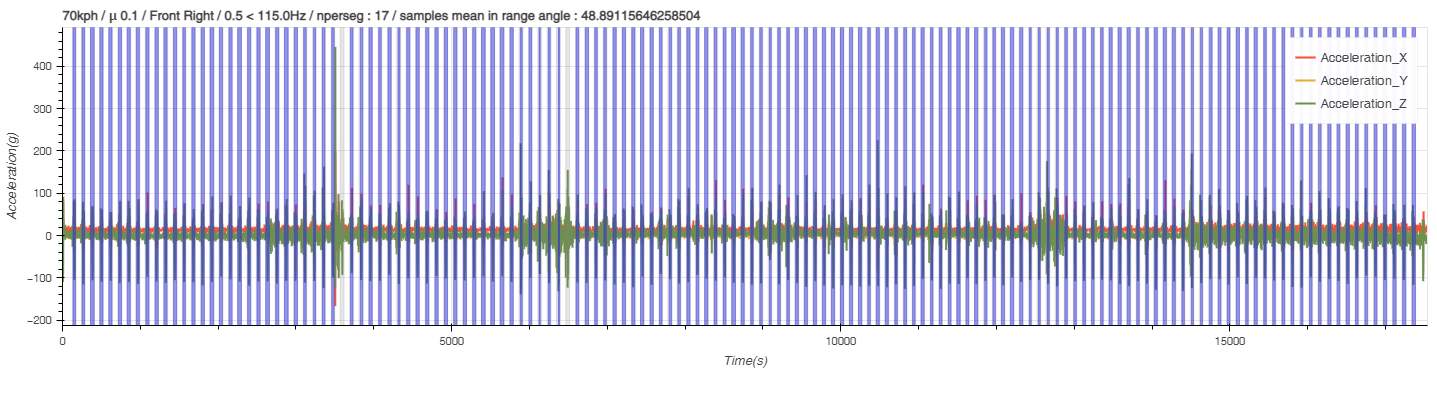 70kph / μ 0.1 / Front Right / 0.5 < 115.0Hz / nperseg : 17 / samples mean in range angle : 48.89115646258504
Acceleration_X
Acceleration_Y
Acceleration_Z
400
300
200
100
0
−100
−200
Acceleration(g)
0
5000
10000
15000
Time(s)